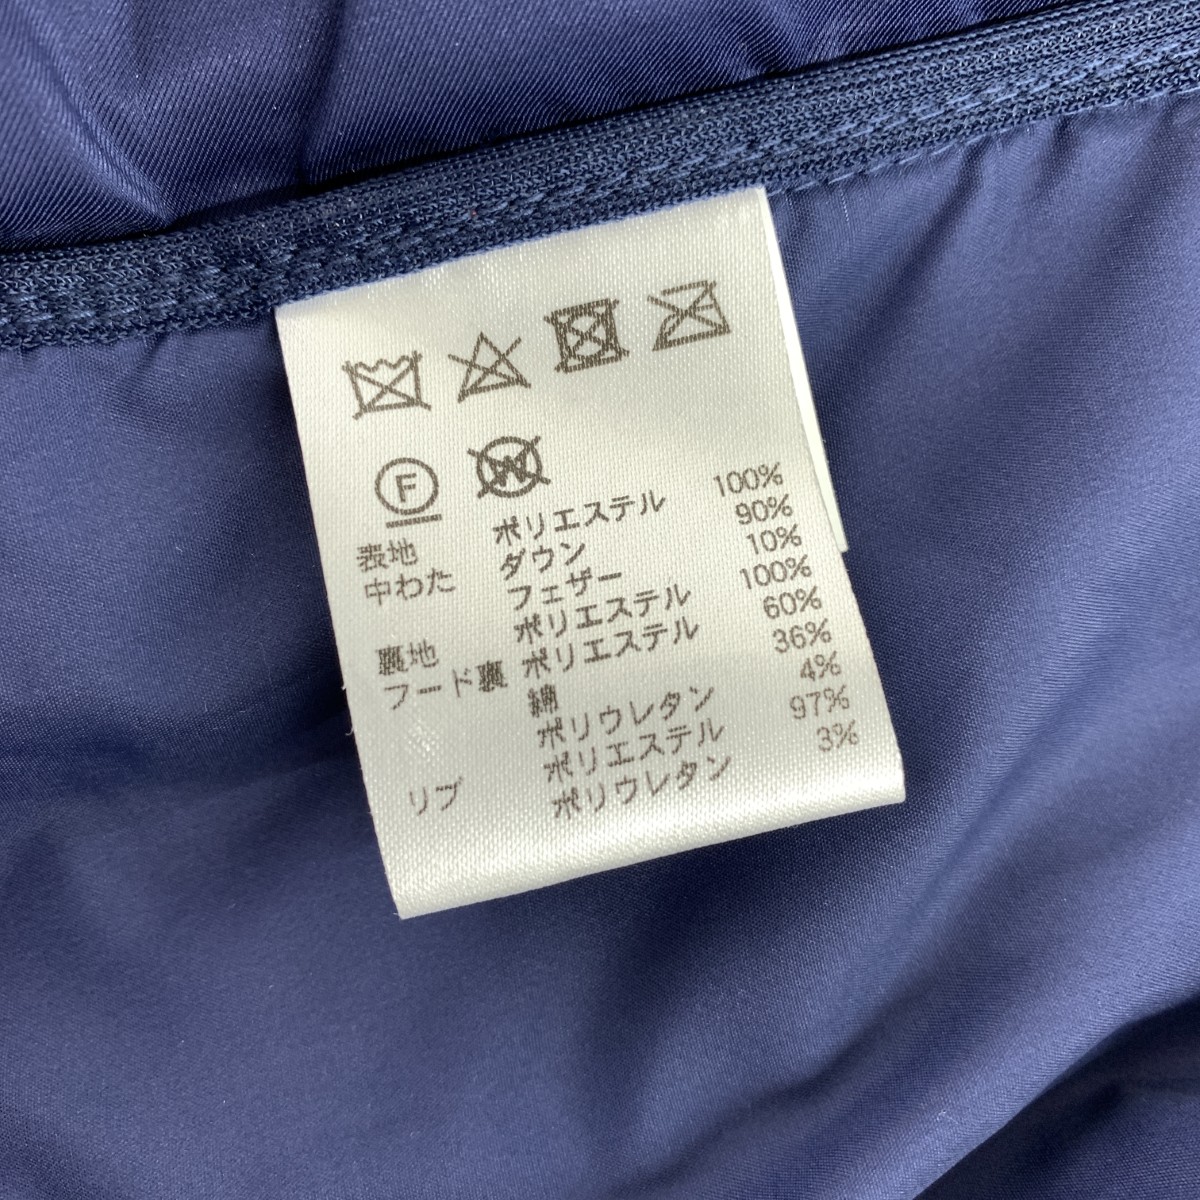 F W
表地 ポリエステル 100%
中わた ダウン 90%
フェザー 10%
裏地 ポリエステル 100%
フード裏 ポリエステル 60%
綿 36%
ポリウレタン 4%
リブ ポリエステル 97%
ポリウレタン 3%